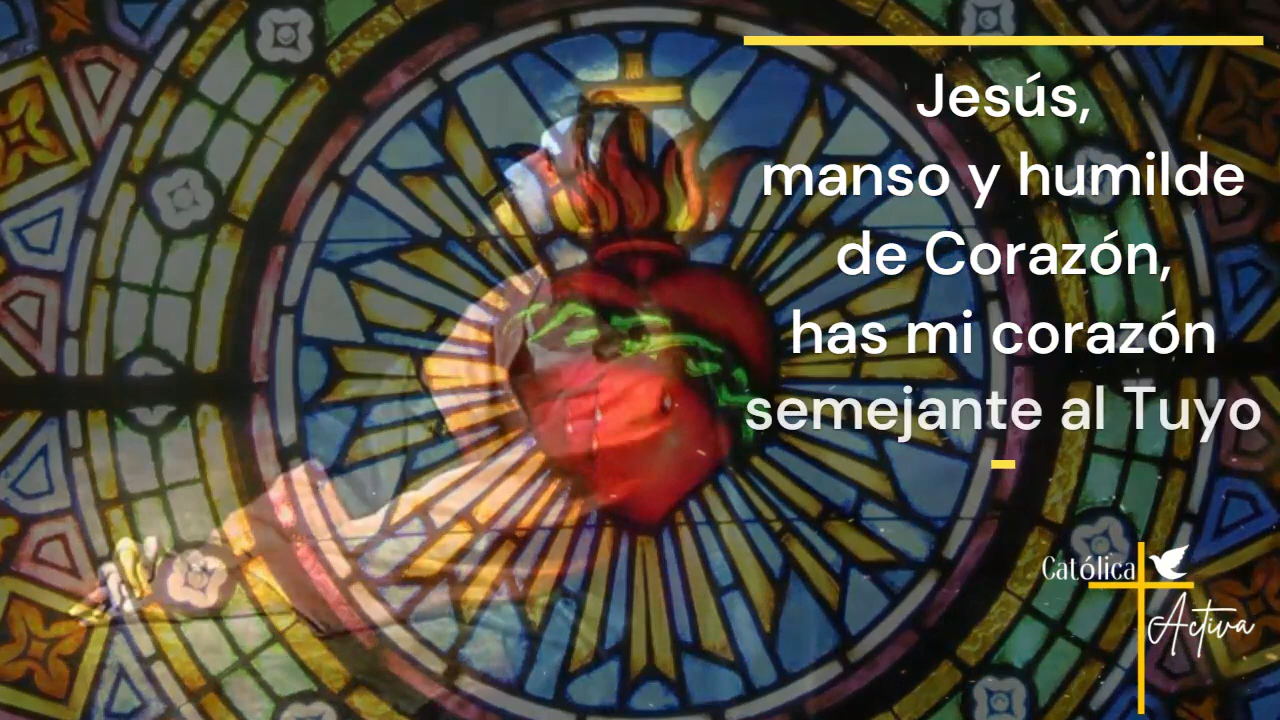 Jesús,
manso y humilde
de Corazón,
has mi corazón
semejante al Tuyo
Católica
Activa